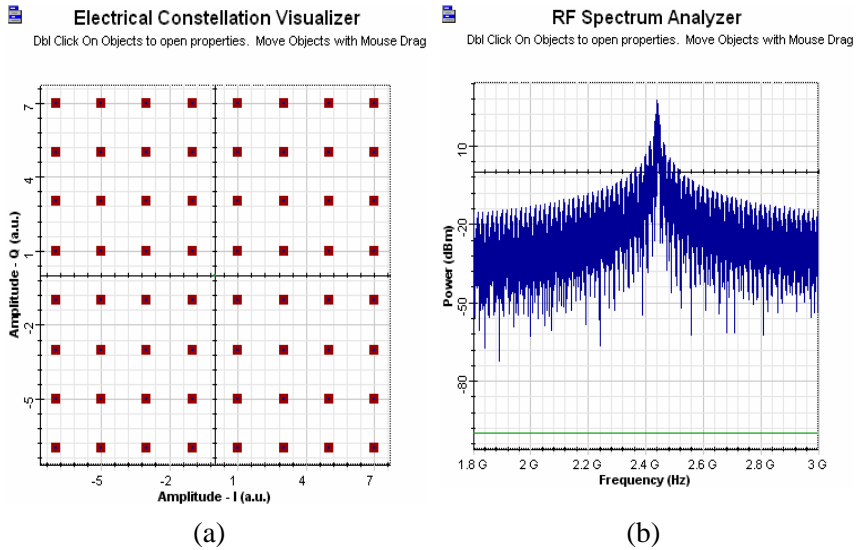 Electrical Constellation Visualizer
Dbl Click On Objects to open properties. Move Objects with Mouse Drag
7
4
1
-2
-5
Amplitude - Q (a.u.)
-5 -2 1 4 7
Amplitude - I (a.u.)
(a)
RF Spectrum Analyzer
Dbl Click On Objects to open properties. Move Objects with Mouse Drag
10
-20
-50
-80
Power (dBm)
1.8 G 2 G 2.2 G 2.4 G 2.6 G 2.8 G 3 G
Frequency (Hz)
(b)